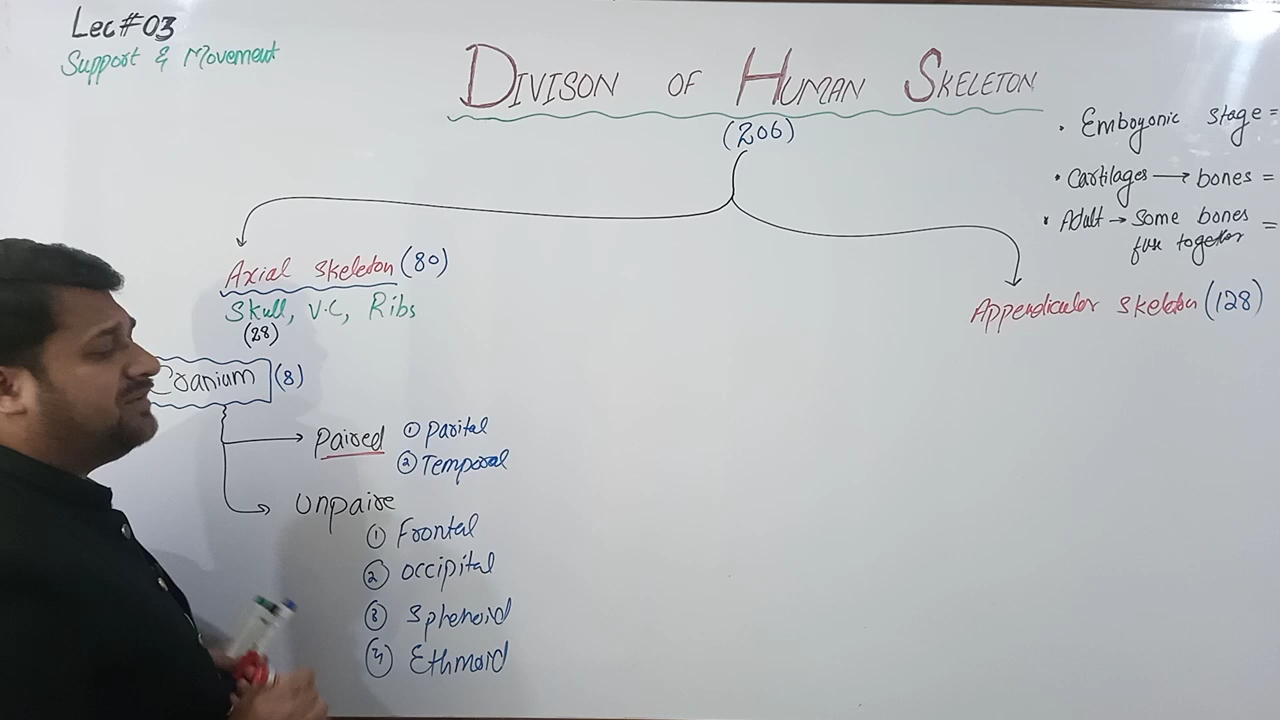 Lec#03
Support & Movement
DIVISON OF HUMAN SKELETON
(206)
• Emboyonic stage =
• Cartilages → bones =
• Adult → some bones =
fuse together
Axial skeleton (80)
Skull, V.C, Ribs
(28)
Cranium (8)
Paired ① Parital
② Temporal
Unpaire
① Frontal
② Occipital
③ Sphenoid
④ Ethmoid
Appendicular skeleton (128)